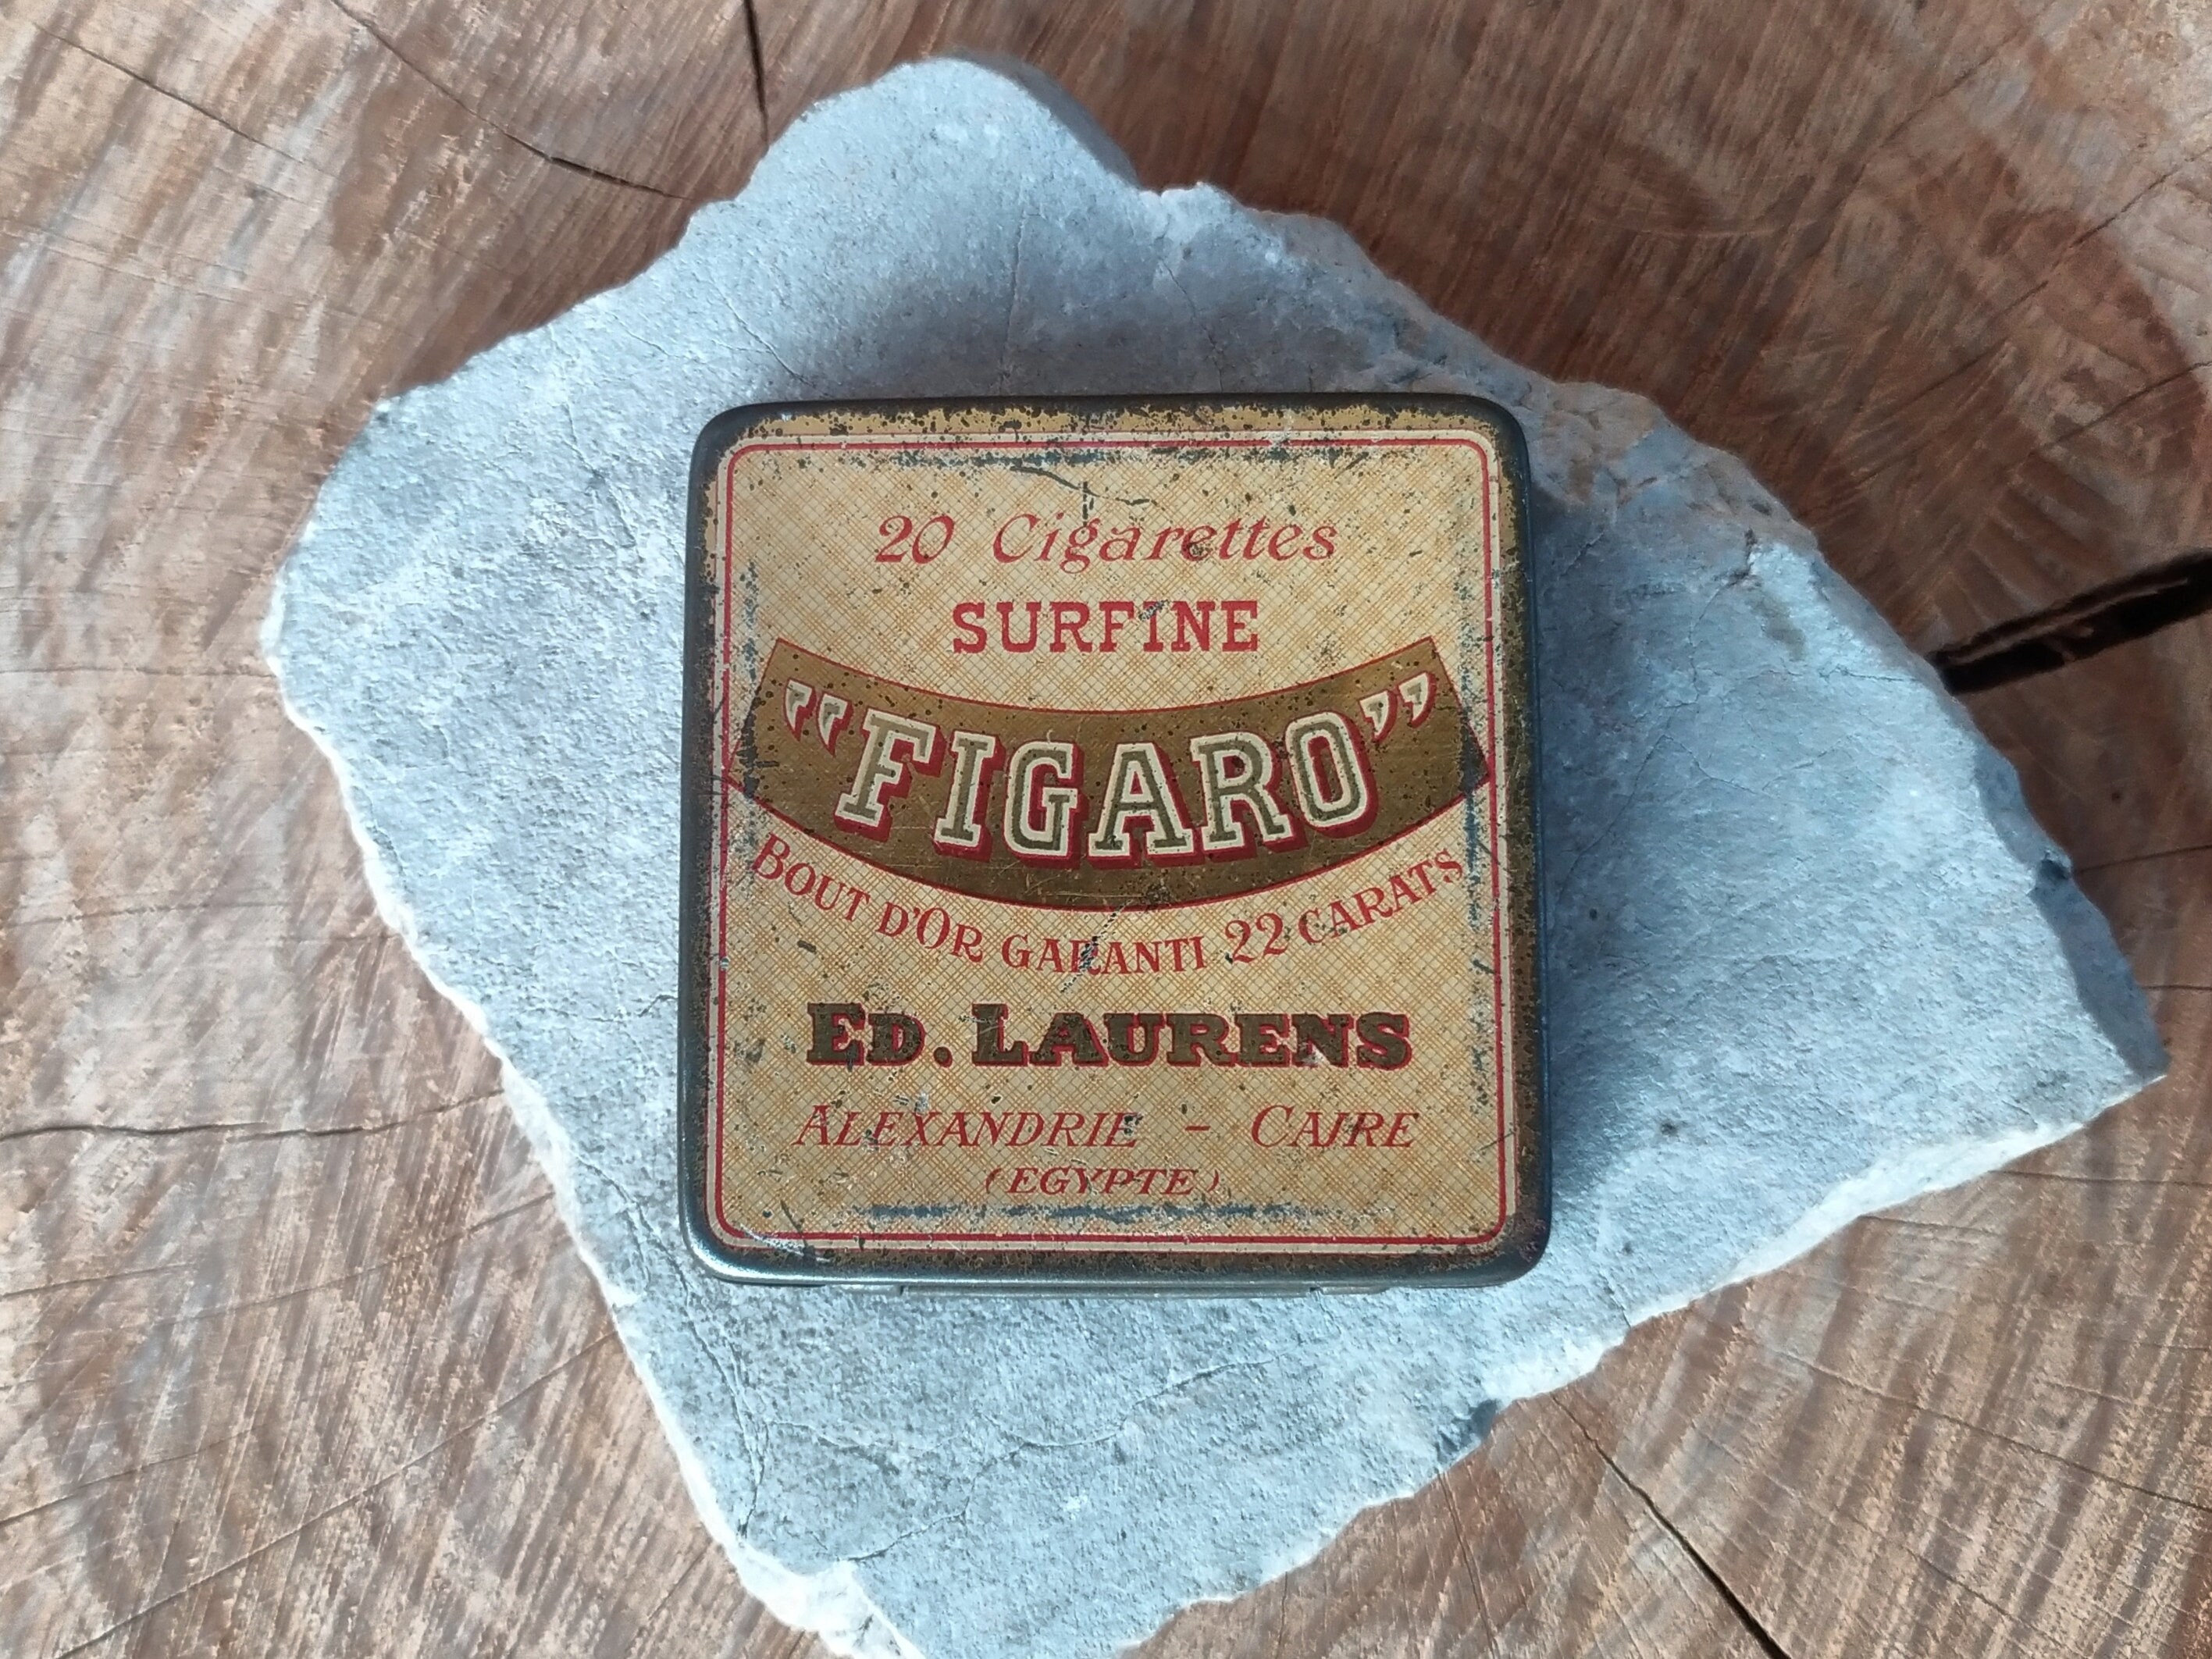 20 Cigarettes
SURFINE
"FIGARO"
BOUT D'OR GARANTI 22 CARATS
ED. LAURENS
ALEXANDRIE - CAIRE
(EGYPTE)